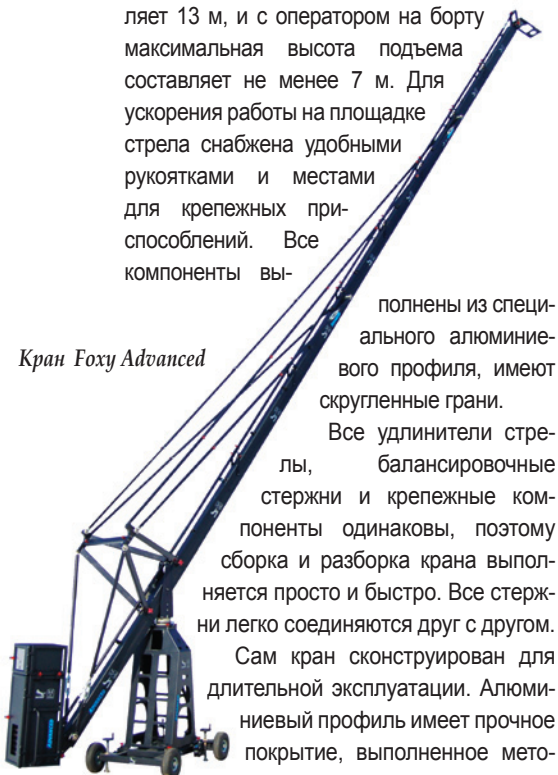 ляет 13 м, и с оператором на борту
максимальная высота подъема
составляет не менее 7 м. Для
ускорения работы на площадке
стрела снабжена удобными
рукоятками и местами
для крепежных при-
способлений. Все
компоненты вы-
полнены из специ-
ального алюминие-
вого профиля, имеют
скругленные грани.
Кран Foxy Advanced
Все удлинители стре-
лы, балансировочные
стержни и крепежные ком-
поненты одинаковы, поэтому
сборка и разборка крана выпол-
няется просто и быстро. Все стерж-
ни легко соединяются друг с другом.
Сам кран сконструирован для
длительной эксплуатации. Алюми-
ниевый профиль имеет прочное
покрытие, выполненное мето-